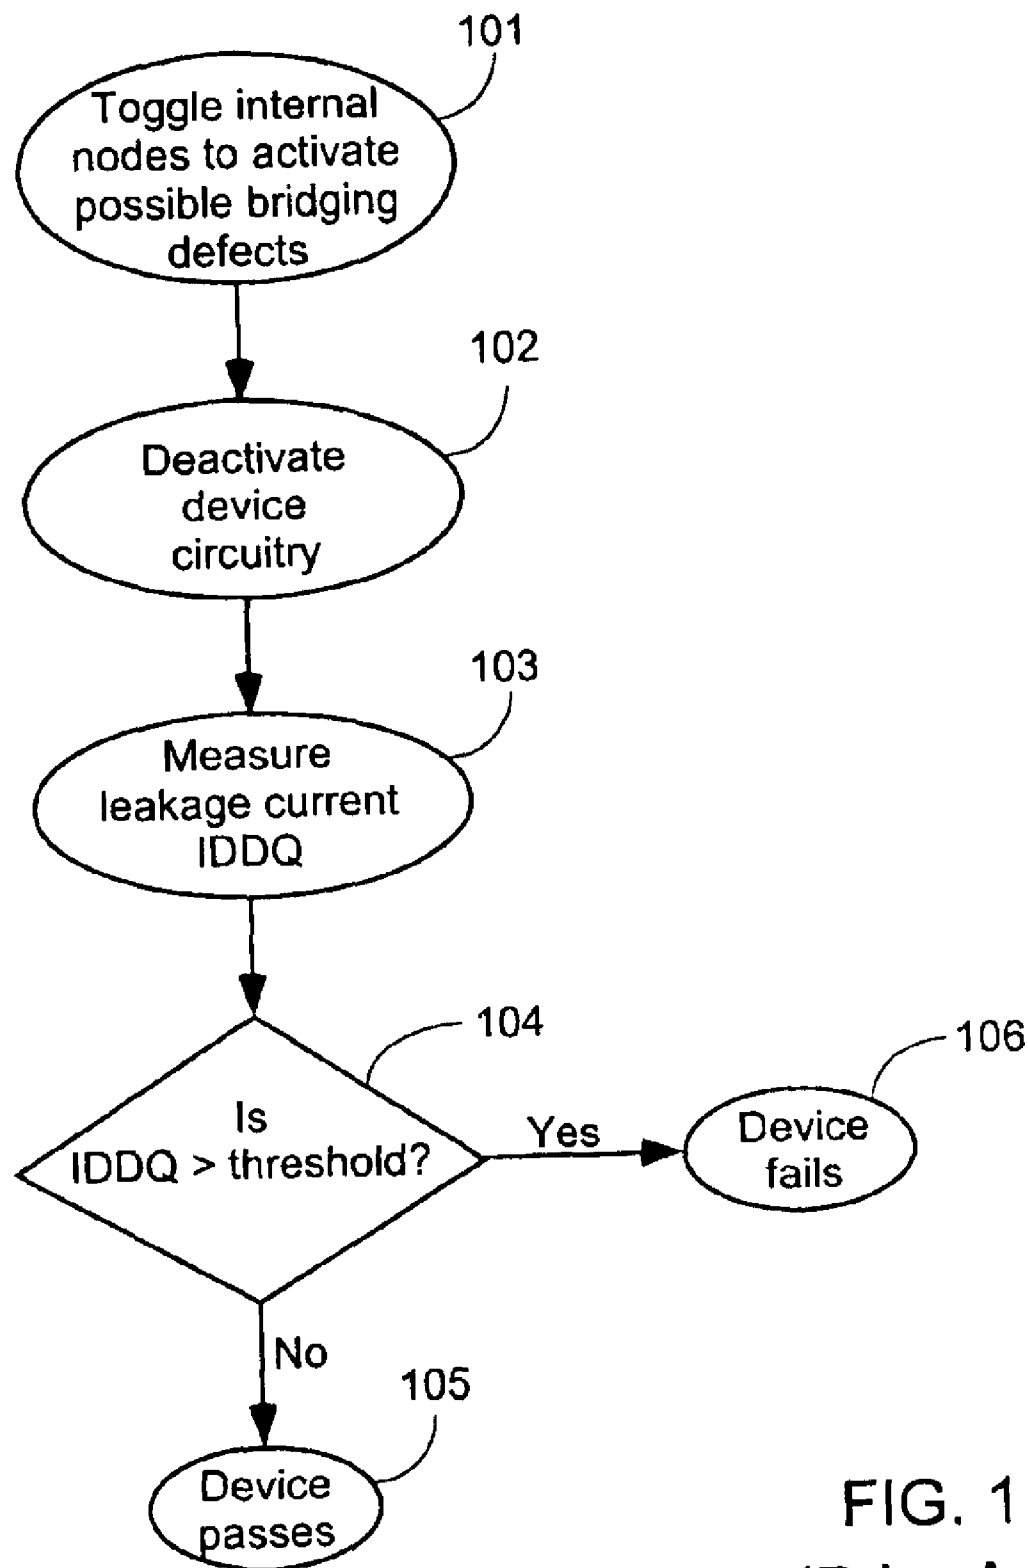 101
Toggle internal
nodes to activate
possible bridging
defects
102
Deactivate
device
circuitry
103
Measure
leakage current
IDDQ
104
Is
IDDQ > threshold?
Yes
106
Device
fails
No
105
Device
passes
FIG. 1